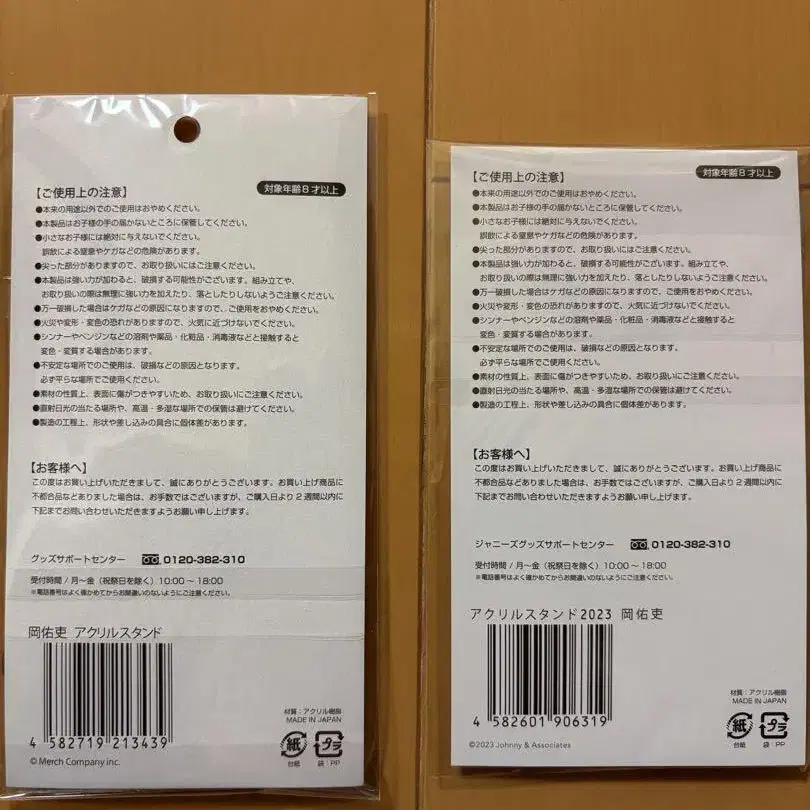 【ご使用上の注意】
対象年齢8才以上
●本来の用途以外でのご使用はおやめください。
●本製品はお子様の手の届かないところに保管してください。
●小さなお子様には絶対に与えないでください。
誤飲による窒息やケガなどの危険があります。
●尖った部分がありますので、お取り扱いにはご注意ください。
●本製品は強い力が加わると、破損する可能性がございます。組み立てや、
お取り扱いの際は無理に強い力を加えたり、落としたりしないようご注意ください。
●万一破損した場合はケガなどの原因になりますので、ご使用をおやめください。
●火災や変形・変色の恐れがありますので、火気に近づけないでください。
●シンナーやベンジンなどの溶剤や薬品・化粧品・消毒液などと接触すると
変色・変質する場合があります。
●不安定な場所でのご使用は、破損などの原因となります。
必ず平らな場所でご使用ください。
●素材の性質上、表面に傷がつきやすいため、お取り扱いにご注意ください。
●直射日光の当たる場所や、高温・多湿な場所での保管は避けてください。
●製造の工程上、形状や差し込みの具合に個体差があります。
【お客様へ】
この度はお買い上げいただきまして、誠にありがとうございます。お買い上げ商品に
不都合品などありました場合は、お手数ではございますが、ご購入日より2週間以内に
下記までお問い合わせいただきますようお願い申し上げます。
グッズサポートセンター 0120-382-310
受付時間/月~金(祝祭日を除く)10:00~18:00
※電話番号はよく確かめてからお間違いのないようにご注意ください。
岡佑吏 アクリルスタンド
材質:アクリル樹脂
MADE IN JAPAN
4 582719 213439
紙 プラ
台紙 袋:PP
© Merch Company inc.
【ご使用上の注意】
対象年齢8才以上
●本来の用途以外でのご使用はおやめください。
●本製品はお子様の手の届かないところに保管してください。
●小さなお子様には絶対に与えないでください。
誤飲による窒息やケガなどの危険があります。
●尖った部分がありますので、お取り扱いにはご注意ください。
●本製品は強い力が加わると、破損する可能性がございます。組み立てや、
お取り扱いの際は無理に強い力を加えたり、落としたりしないようご注意ください。
●万一破損した場合はケガなどの原因になりますので、ご使用をおやめください。
●火災や変形・変色の恐れがありますので、火気に近づけないでください。
●シンナーやベンジンなどの溶剤や薬品・化粧品・消毒液などと接触すると
変色・変質する場合があります。
●不安定な場所でのご使用は、破損などの原因となります。
必ず平らな場所でご使用ください。
●素材の性質上、表面に傷がつきやすいため、お取り扱いにご注意ください。
●直射日光の当たる場所や、高温・多湿な場所での保管は避けてください。
●製造の工程上、形状や差し込みの具合に個体差があります。
【お客様へ】
この度はお買い上げいただきまして、誠にありがとうございます。お買い上げ商品に
不都合品などありました場合は、お手数ではございますが、ご購入日より2週間以内に
下記までお問い合わせいただきますようお願い申し上げます。
ジャニーズグッズサポートセンター 0120-382-310
受付時間/月~金(祝祭日を除く)10:00~18:00
※電話番号はよく確かめてからお間違いのないようにご注意ください。
アクリルスタンド2023 岡佑吏
材質:アクリル樹脂
MADE IN JAPAN
4 582601 906319
紙 プラ
台紙 袋:PP
©2023 Johnny & Associates